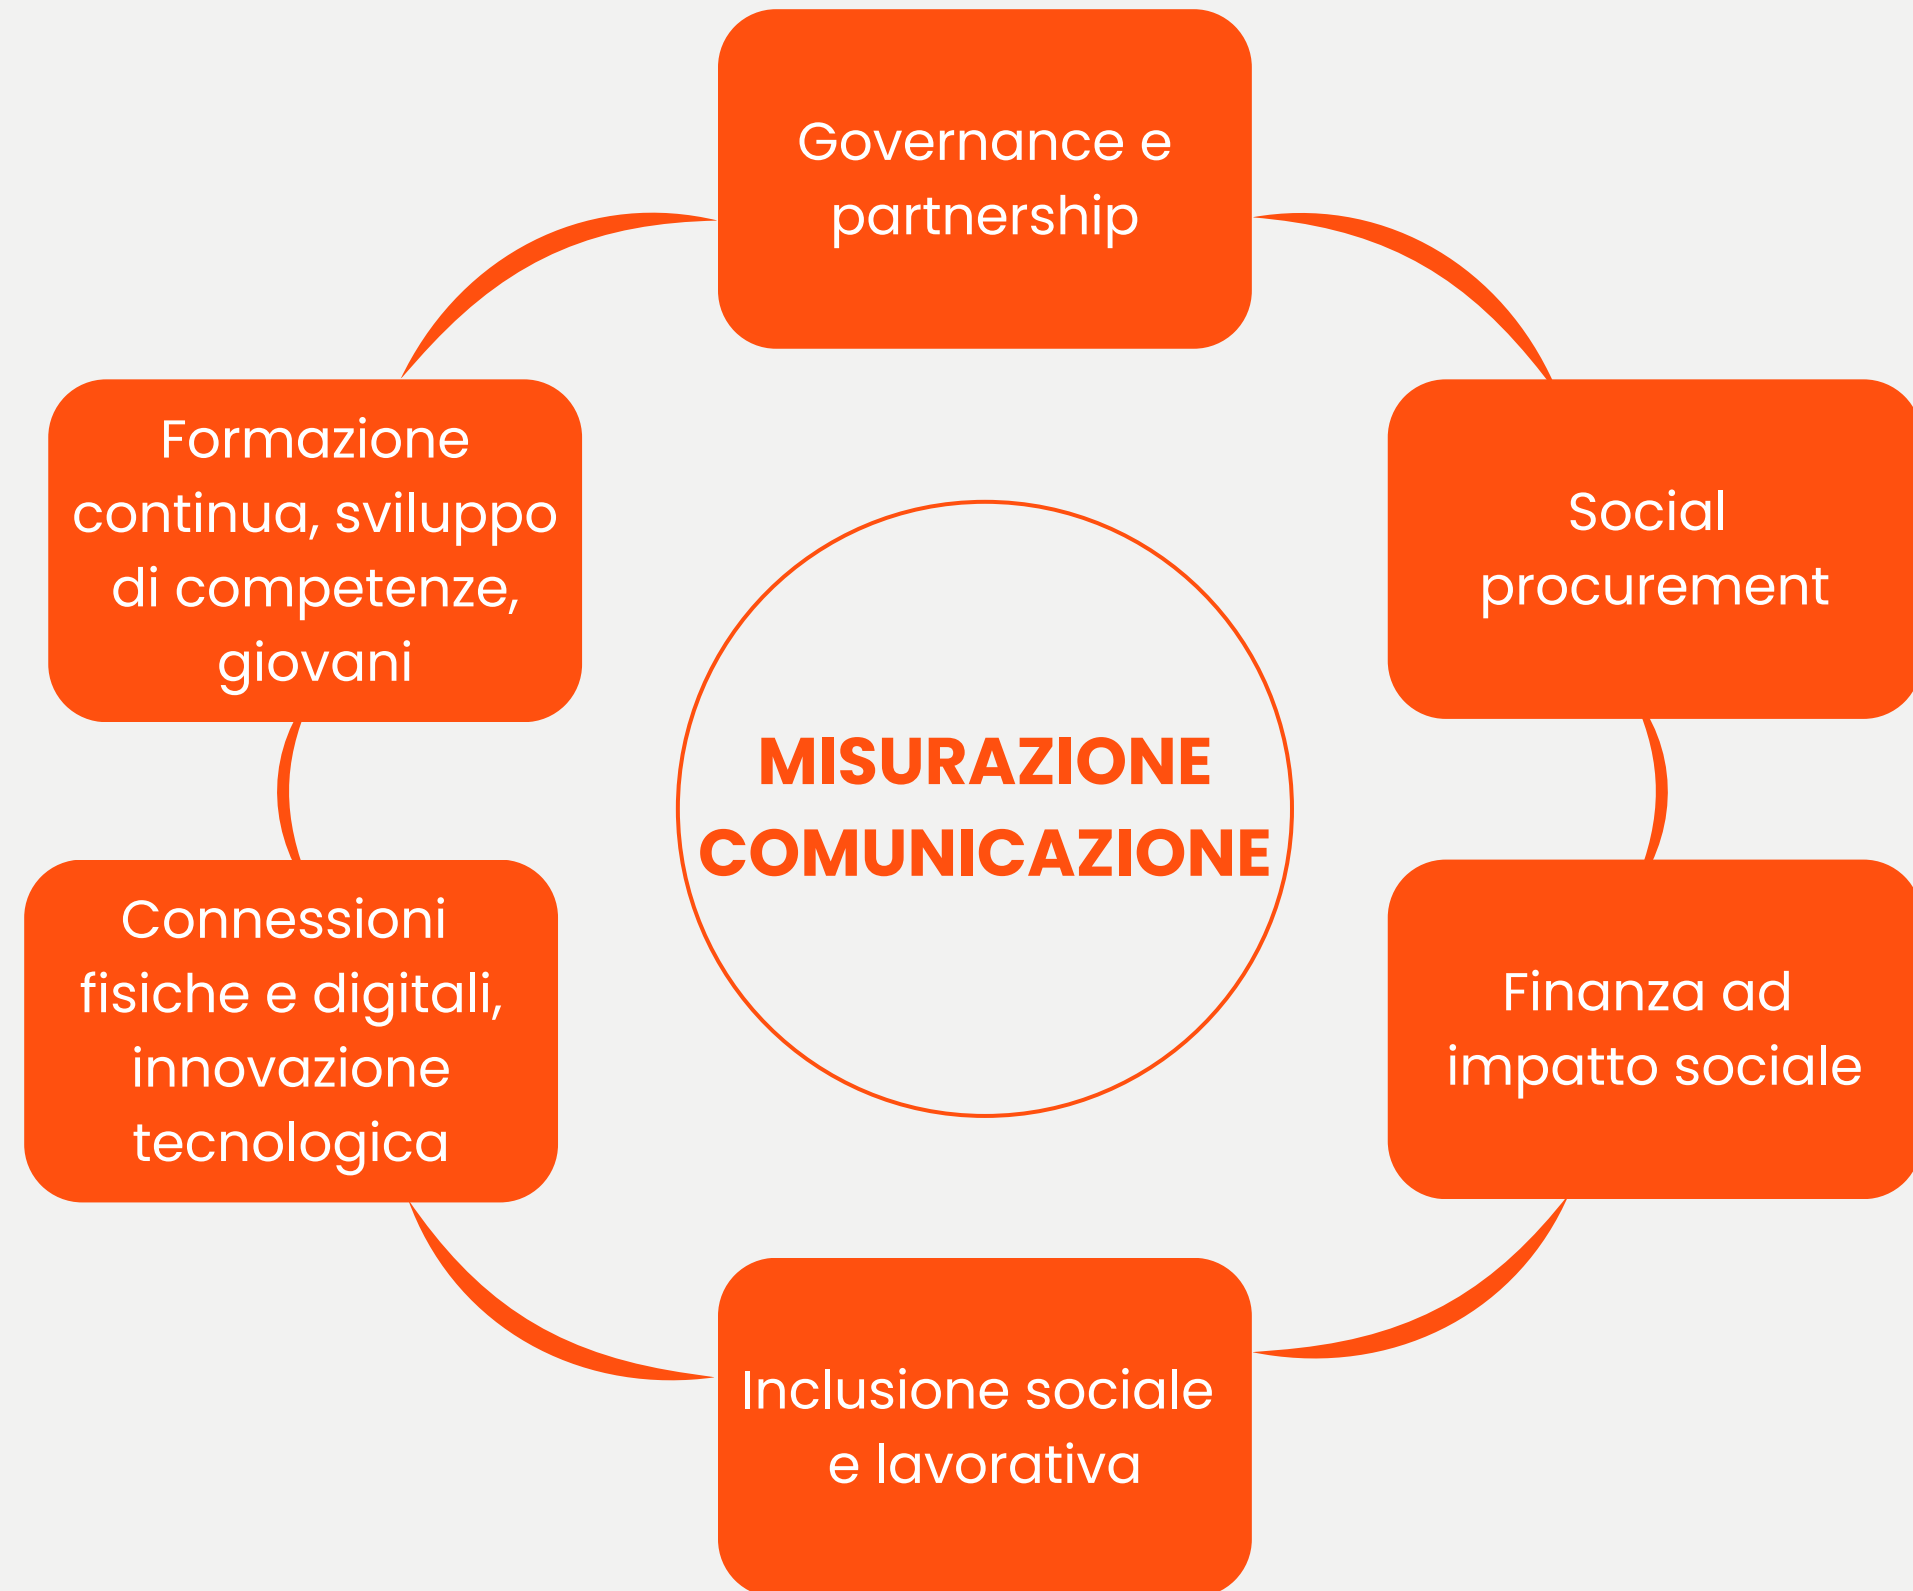 Governance e
partnership
Formazione
continua, sviluppo
di competenze,
giovani
Social
procurement
MISURAZIONE
COMUNICAZIONE
Connessioni
fisiche e digitali,
innovazione
tecnologica
Finanza ad
impatto sociale
Inclusione sociale
e lavorativa